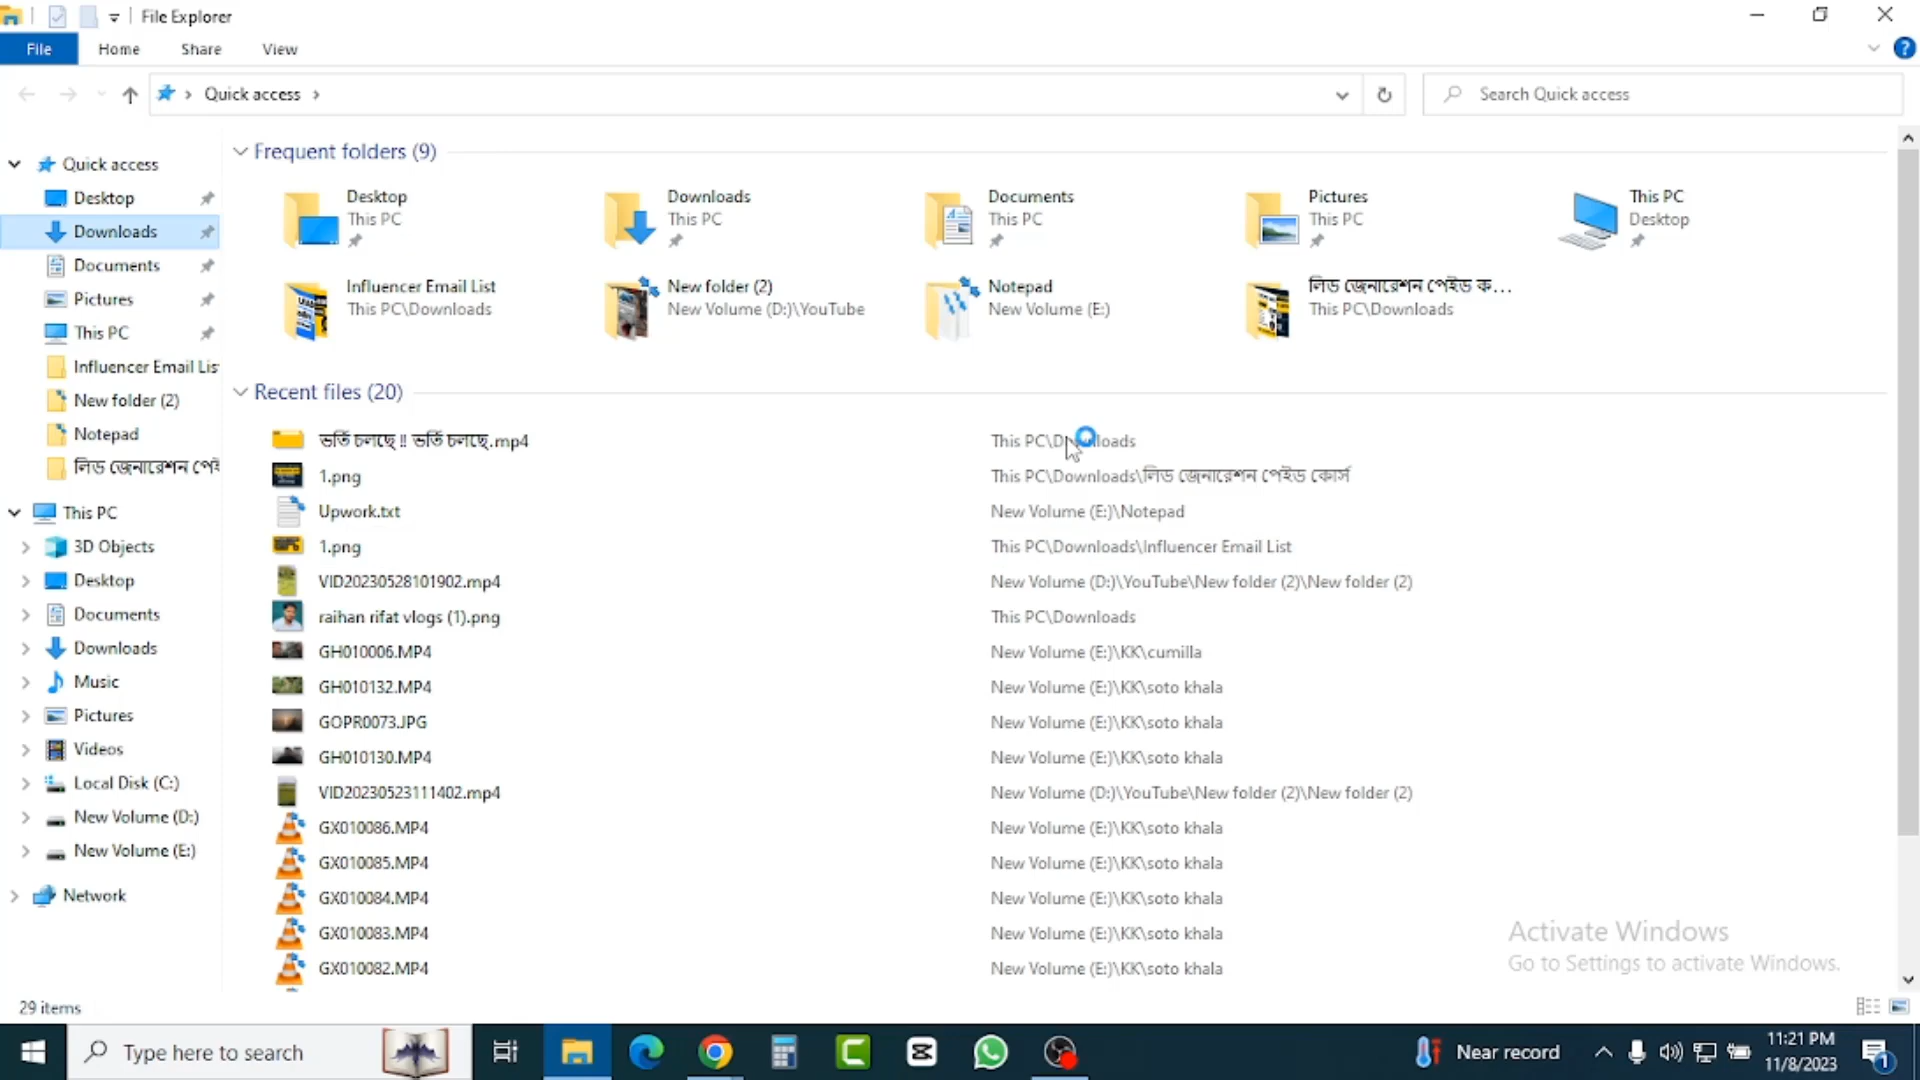 File Explorer
File Home Share View
Quick access
Search Quick access
Quick access
Desktop
Downloads
Documents
Pictures
This PC
Influencer Email Lis
New folder (2)
Notepad
লিড জেনারেশন পেই
This PC
3D Objects
Desktop
Documents
Downloads
Music
Pictures
Videos
Local Disk (C:)
New Volume (D:)
New Volume (E:)
Network
Frequent folders (9)
Desktop
This PC
Downloads
This PC
Documents
This PC
Pictures
This PC
This PC
Desktop
Influencer Email List
This PC\Downloads
New folder (2)
New Volume (D:)\YouTube
Notepad
New Volume (E:)
লিড জেনারেশন পেইড ক...
This PC\Downloads
Recent files (20)
ভর্তি চলছে !! ভর্তি চলছে.mp4 This PC\Downloads
1.png This PC\Downloads\লিড জেনারেশন পেইড কোর্স
Upwork.txt New Volume (E:)\Notepad
1.png This PC\Downloads\Influencer Email List
VID20230528101902.mp4 New Volume (D:)\YouTube\New folder (2)\New folder (2)
raihan rifat vlogs (1).png This PC\Downloads
GH010006.MP4 New Volume (E:)\KK\cumilla
GH010132.MP4 New Volume (E:)\KK\soto khala
GOPR0073.JPG New Volume (E:)\KK\soto khala
GH010130.MP4 New Volume (E:)\KK\soto khala
VID20230523111402.mp4 New Volume (D:)\YouTube\New folder (2)\New folder (2)
GX010086.MP4 New Volume (E:)\KK\soto khala
GX010085.MP4 New Volume (E:)\KK\soto khala
GX010084.MP4 New Volume (E:)\KK\soto khala
GX010083.MP4 New Volume (E:)\KK\soto khala
GX010082.MP4 New Volume (E:)\KK\soto khala
Activate Windows
Go to Settings to activate Windows.
29 items
Type here to search
Near record
11:21 PM
11/8/2023
1